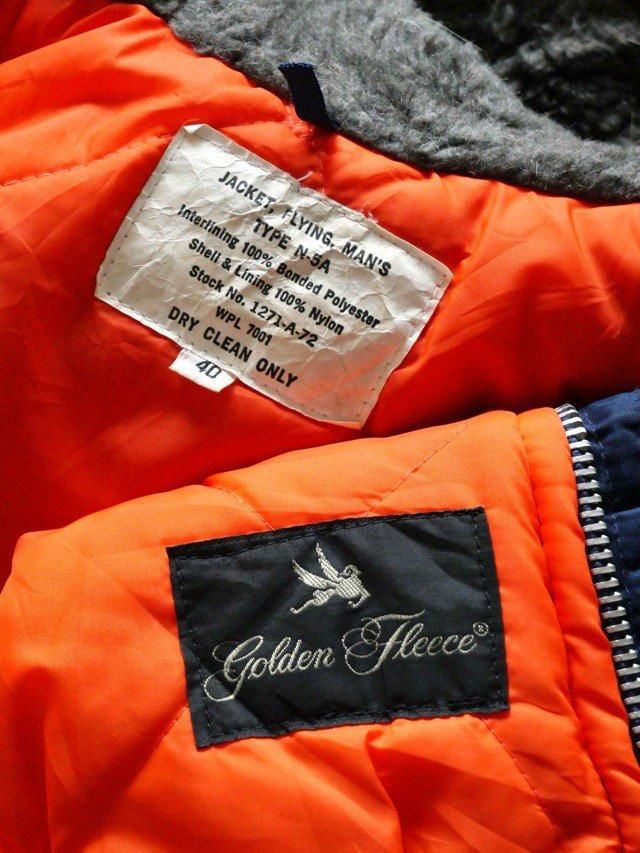 JACKET, FLYING, MAN'S
TYPE N-5A
Interlining 100% Bonded Polyester
Shell & Lining 100% Nylon
Stock No. 1271-A-72
WPL 7001
DRY CLEAN ONLY
40
Golden Fleece®